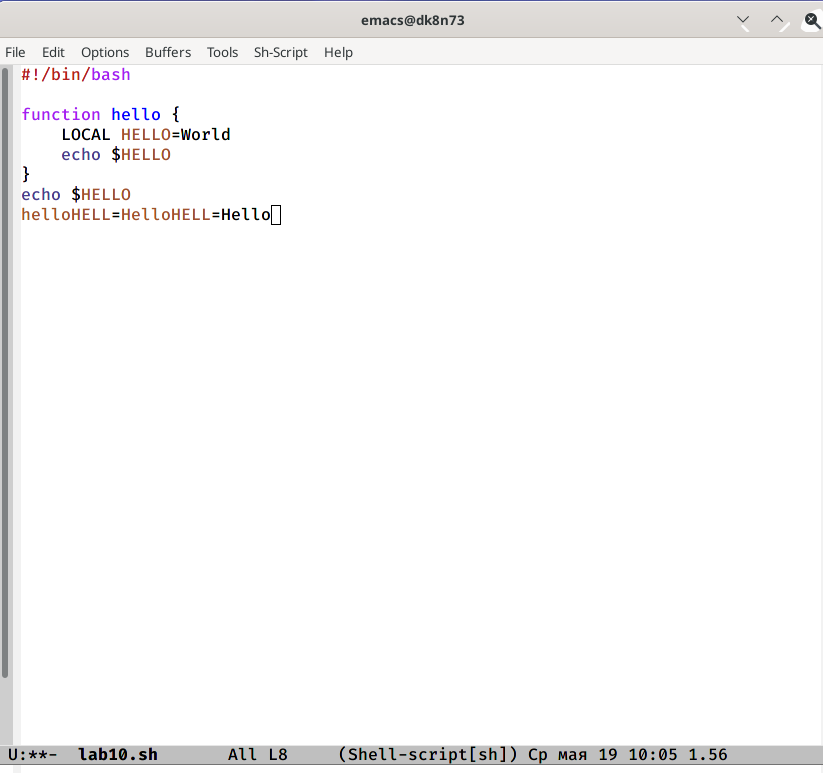 emacs@dk8n73
File Edit Options Buffers Tools Sh-Script Help
#!/bin/bash
function hello {
    LOCAL HELLO=World
    echo $HELLO
}
echo $HELLO
helloHELL=HelloHELL=Hello
U:**-  lab10.sh       All L8     (Shell-script[sh]) Ср мая 19 10:05 1.56